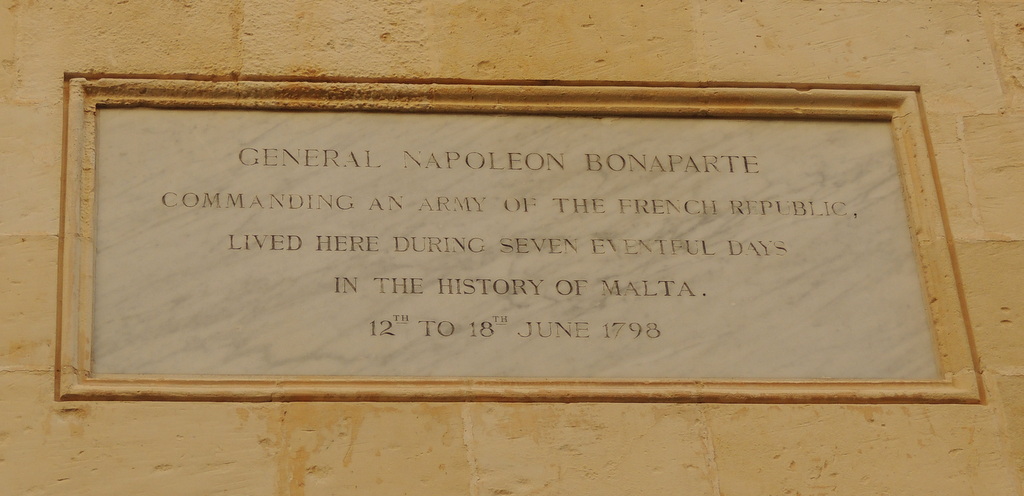 GENERAL NAPOLEON BONAPARTE
COMMANDING AN ARMY OF THE FRENCH REPUBLIC,
LIVED HERE DURING SEVEN EVENTFUL DAYS
IN THE HISTORY OF MALTA.
12TH TO 18TH JUNE 1798